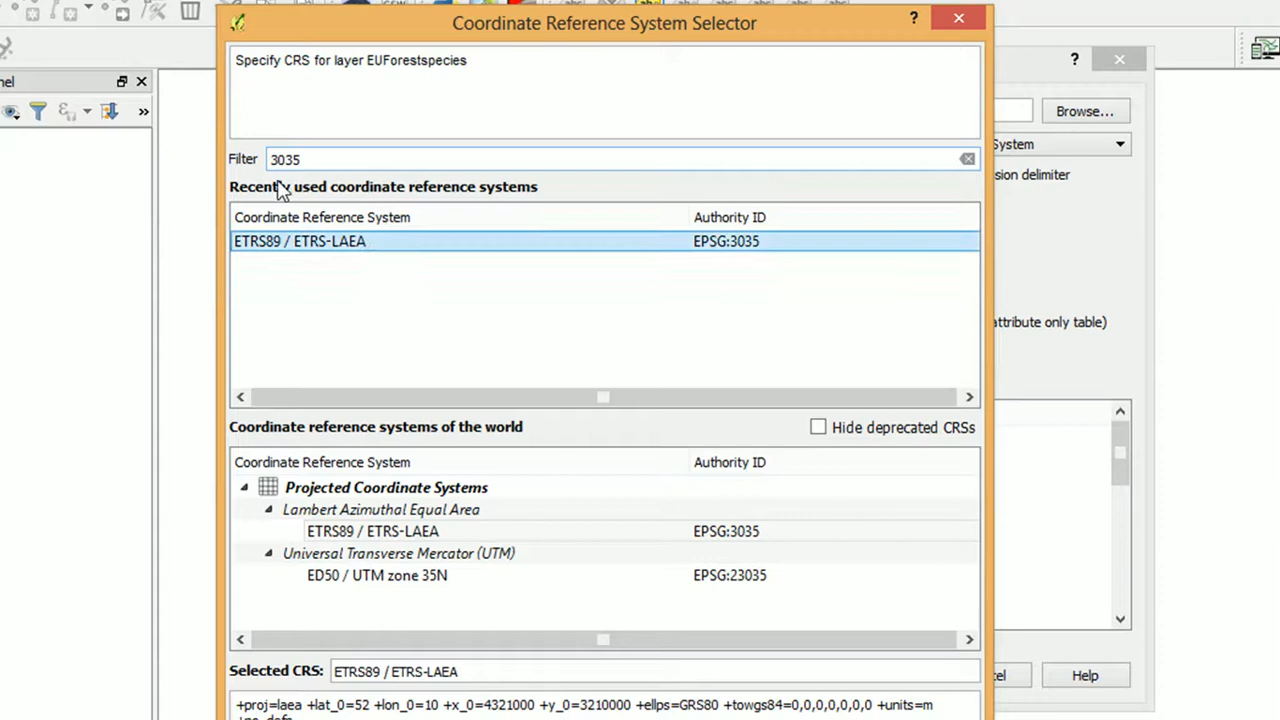 Coordinate Reference System Selector
?
Specify CRS for layer EUForestspecies
nel
?
Browse...
Filter 3035
System
sion delimiter
Recently used coordinate reference systems
Coordinate Reference System Authority ID
ETRS89 / ETRS-LAEA EPSG:3035
attribute only table)
Coordinate reference systems of the world
Hide deprecated CRSs
Coordinate Reference System Authority ID
Projected Coordinate Systems
Lambert Azimuthal Equal Area
ETRS89 / ETRS-LAEA EPSG:3035
Universal Transverse Mercator (UTM)
ED50 / UTM zone 35N EPSG:23035
Selected CRS: ETRS89 / ETRS-LAEA
cel
Help
+proj=laea +lat_0=52 +lon_0=10 +x_0=4321000 +y_0=3210000 +ellps=GRS80 +towgs84=0,0,0,0,0,0,0 +units=m
+no_defs